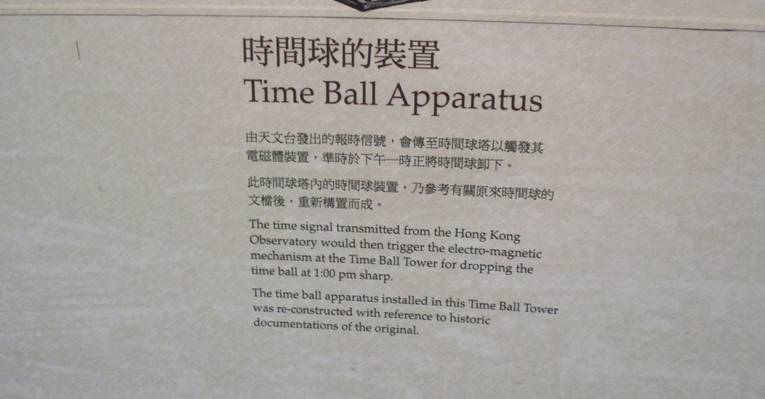 時間球的裝置
Time Ball Apparatus
由天文台發出的報時信號，會傳至時間球塔以觸發其
電磁體裝置，準時於下午一時正將時間球卸下。
此時間球塔內的時間球裝置，乃參考有關原來時間球的
文檔後，重新構置而成。
The time signal transmitted from the Hong Kong
Observatory would then trigger the electro-magnetic
mechanism at the Time Ball Tower for dropping the
time ball at 1:00 pm sharp.
The time ball apparatus installed in this Time Ball Tower
was re-constructed with reference to historic
documentations of the original.